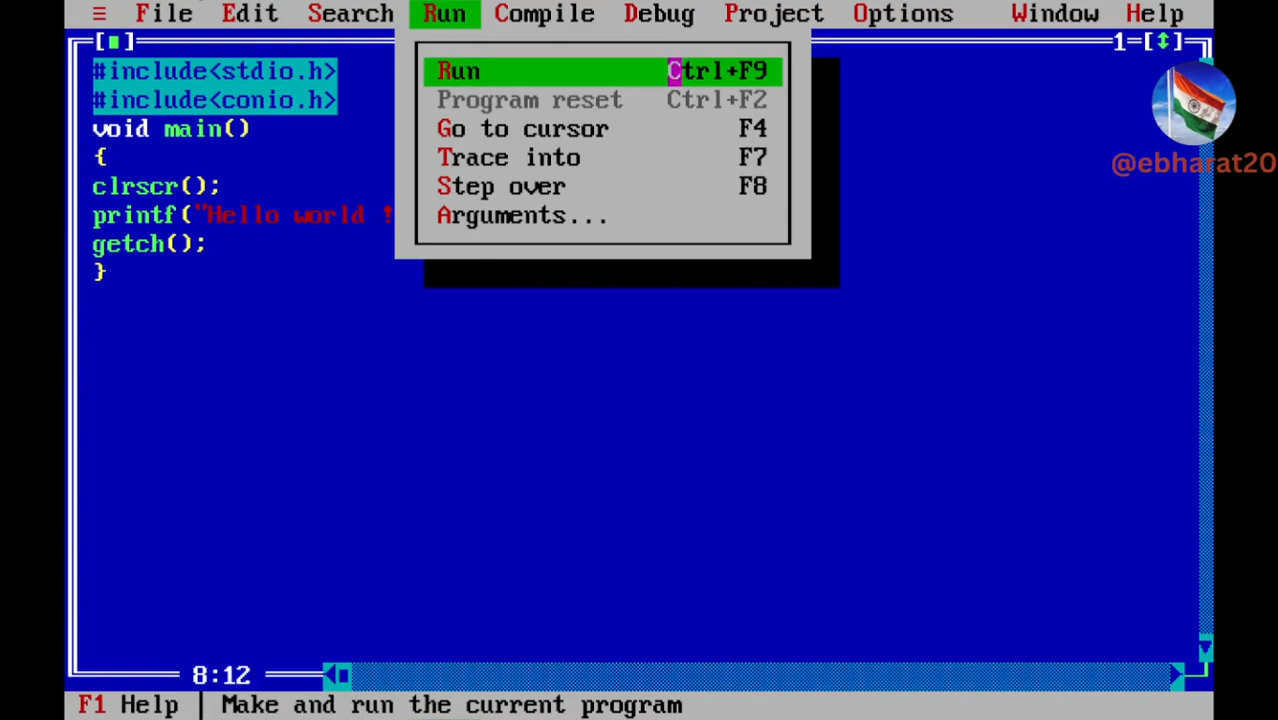 ≡ File Edit Search Run Compile Debug Project Options Window Help
1
#include<stdio.h>
#include<conio.h>
void main()
{
clrscr();
printf("Hello world !
getch();
}
Run Ctrl+F9
Program reset Ctrl+F2
Go to cursor F4
Trace into F7
Step over F8
Arguments...
@ebharat20
8:12
F1 Help | Make and run the current program